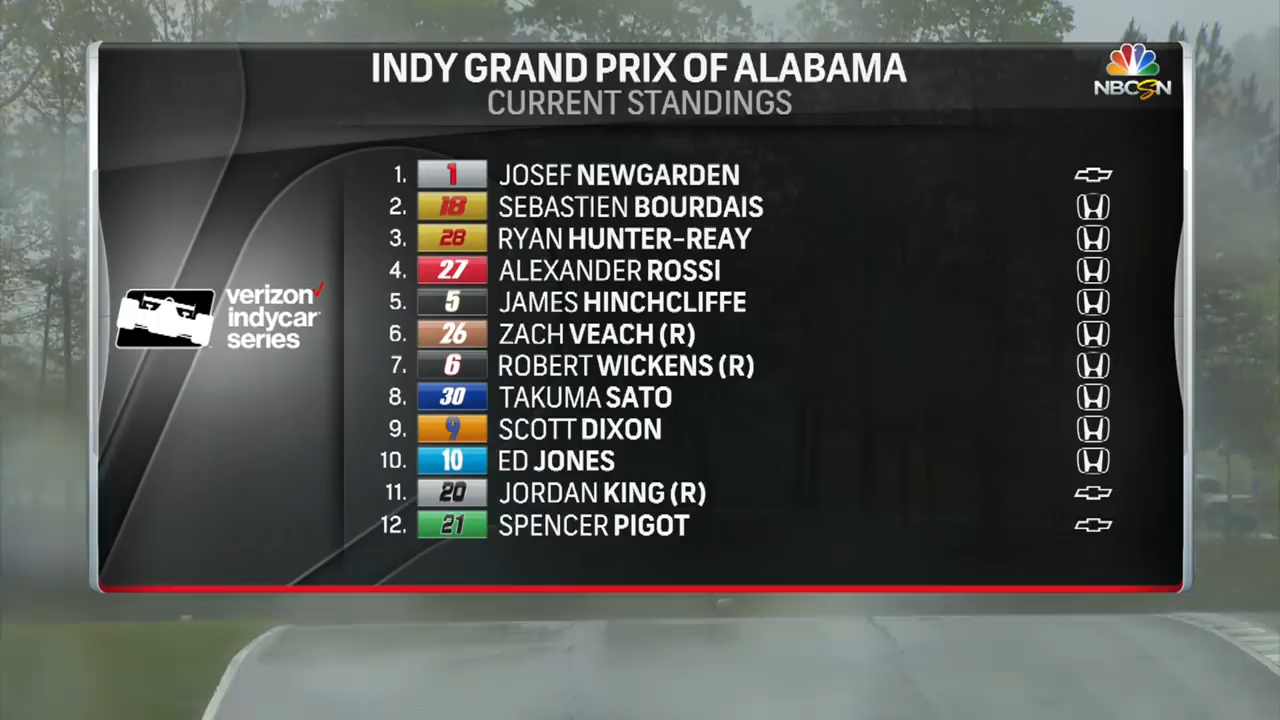 INDY GRAND PRIX OF ALABAMA
CURRENT STANDINGS
NBCSN
1. 1 JOSEF NEWGARDEN
2. 18 SEBASTIEN BOURDAIS
3. 28 RYAN HUNTER-REAY
4. 27 ALEXANDER ROSSI
5. 5 JAMES HINCHCLIFFE
6. 26 ZACH VEACH (R)
7. 6 ROBERT WICKENS (R)
8. 30 TAKUMA SATO
9. 9 SCOTT DIXON
10. 10 ED JONES
11. 20 JORDAN KING (R)
12. 21 SPENCER PIGOT
verizon
indycar
series